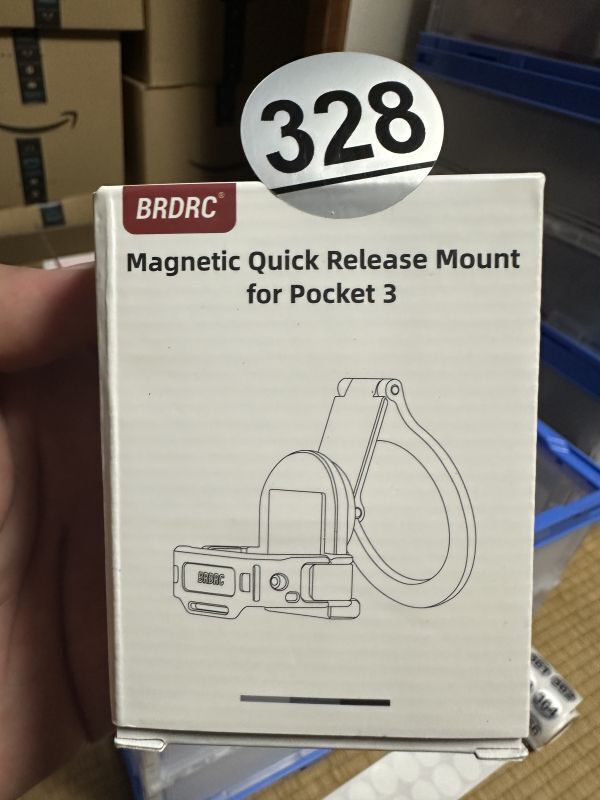 328
BRDRC®
Magnetic Quick Release Mount
for Pocket 3
BRDRC